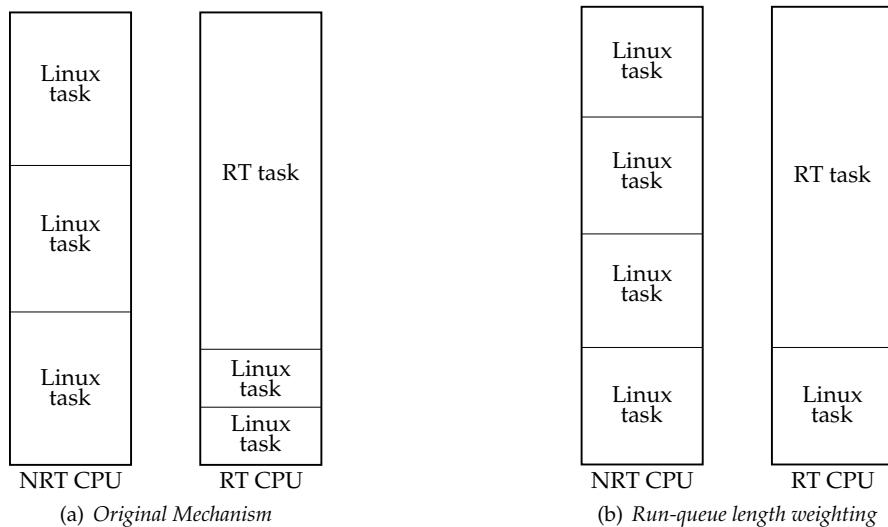 Linux
task
Linux
task
Linux
task
NRT CPU
RT task
Linux
task
Linux
task
RT CPU
(a) Original Mechanism
Linux
task
Linux
task
Linux
task
Linux
task
NRT CPU
RT task
Linux
task
RT CPU
(b) Run-queue length weighting